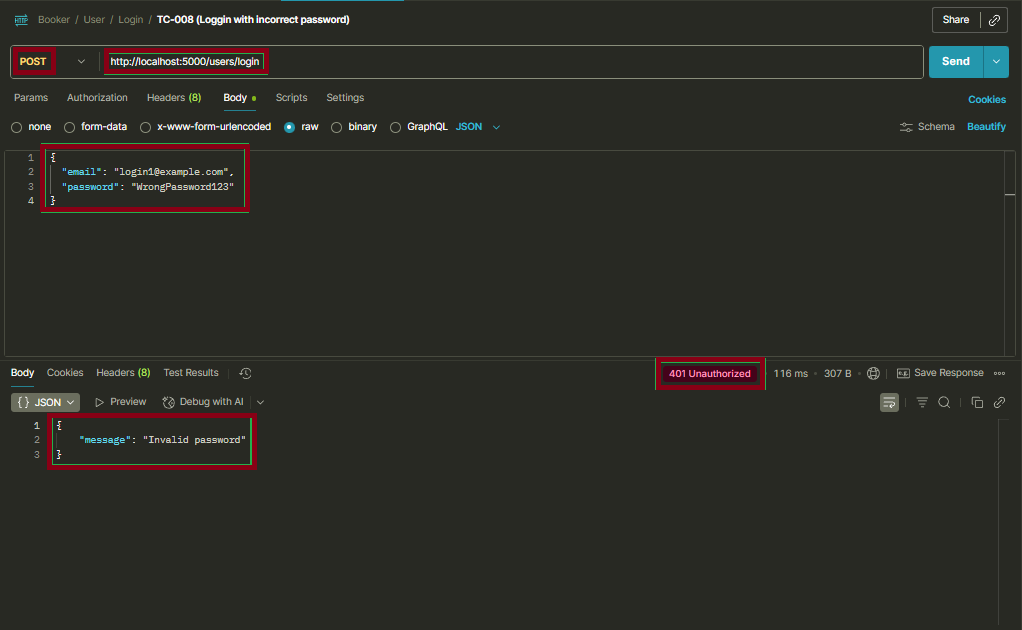 HTTP Booker / User / Login / TC-008 (Loggin with incorrect password) Share
POST http://localhost:5000/users/login Send
Params Authorization Headers (8) Body Scripts Settings Cookies
none form-data x-www-form-urlencoded raw binary GraphQL JSON Schema Beautify
1 {
2 "email": "login1@example.com",
3 "password": "WrongPassword123"
4 }
Body Cookies Headers (8) Test Results 401 Unauthorized 116 ms 307 B Save Response
{} JSON Preview Debug with AI
1 {
2 "message": "Invalid password"
3 }